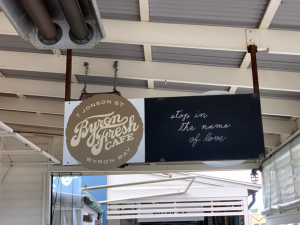 7 JONSON ST
Byron
Fresh
CAFE
BYRON BAY
stop in
the name
of love